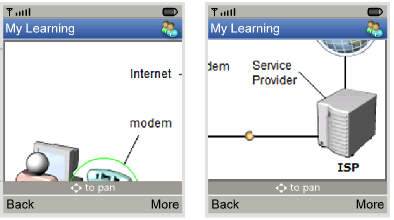 My Learning
Internet
modem
to pan
Back More
My Learning
dem
Service
Provider
ISP
to pan
Back More